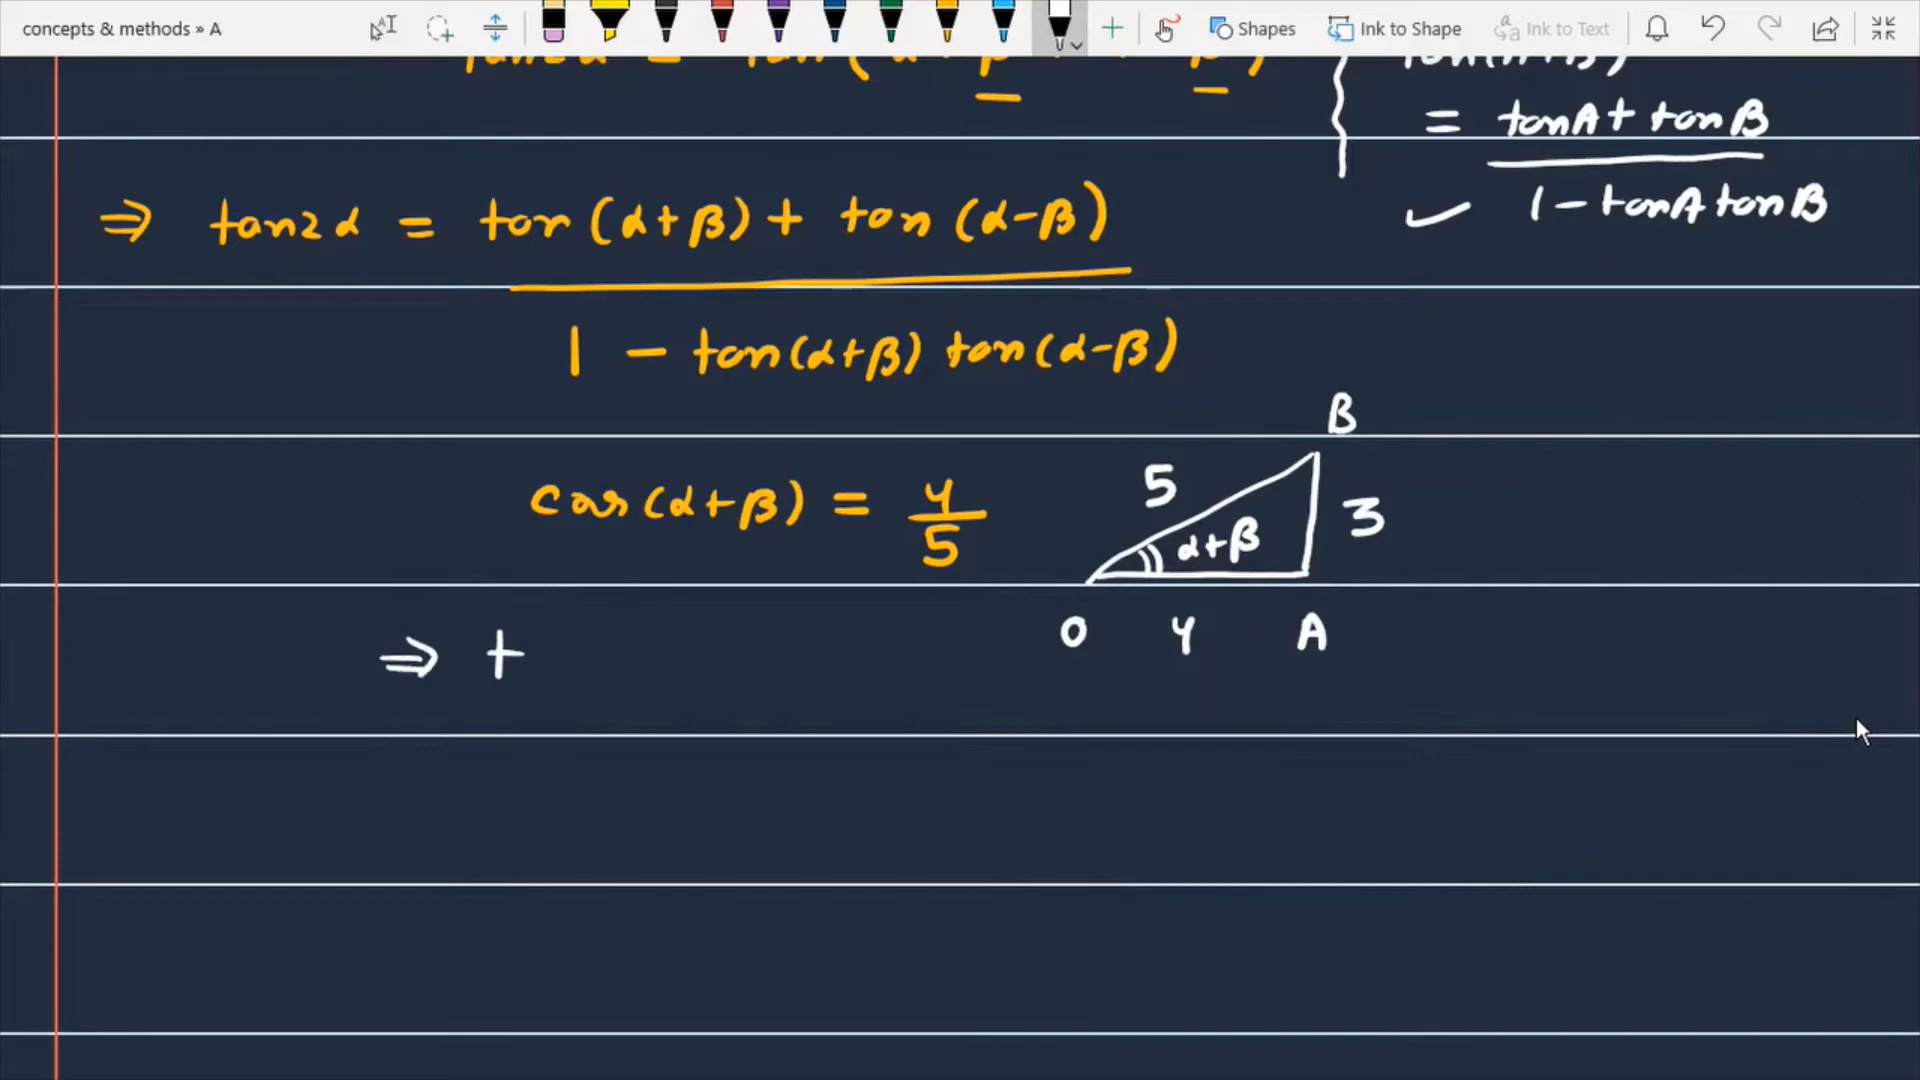 concepts & methods » A
Shapes
Ink to Shape
Ink to Text
= tanA + tanB
1 - tanA tanB
⇒ tan2α = tan(α+β) + tan(α-β)
1 - tan(α+β) tan(α-β)
cos(α+β) = 4
5
B
5
α+β
3
O 4 A
⇒ t